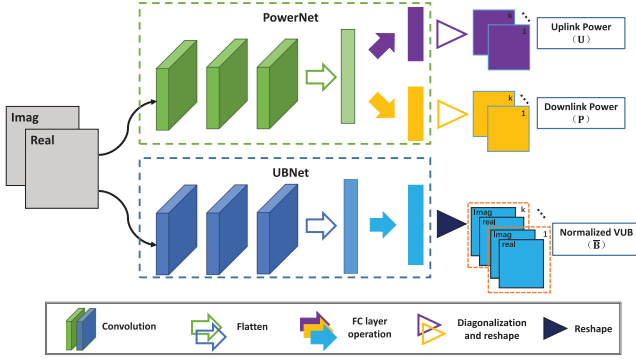 PowerNet
Imag
Real
k
1
Uplink Power
(U)
k
1
Downlink Power
(P)
UBNet
Imag
k
real
Imag
1
real
Normalized VUB
(B̅)
Convolution
Flatten
FC layer
operation
Diagonalization
and reshape
Reshape